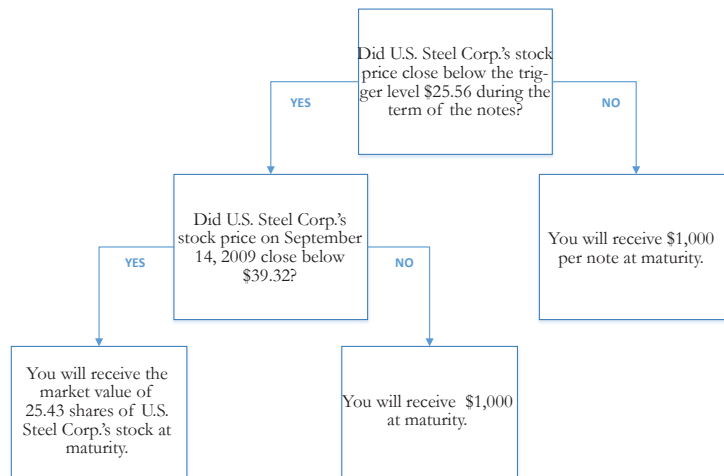 Did U.S. Steel Corp.'s stock
price close below the trig-
ger level $25.56 during the
term of the notes?
YES
NO
Did U.S. Steel Corp.'s
stock price on September
14, 2009 close below
$39.32?
You will receive $1,000
per note at maturity.
YES
NO
You will receive the
market value of
25.43 shares of U.S.
Steel Corp.'s stock at
maturity.
You will receive  $1,000
at maturity.